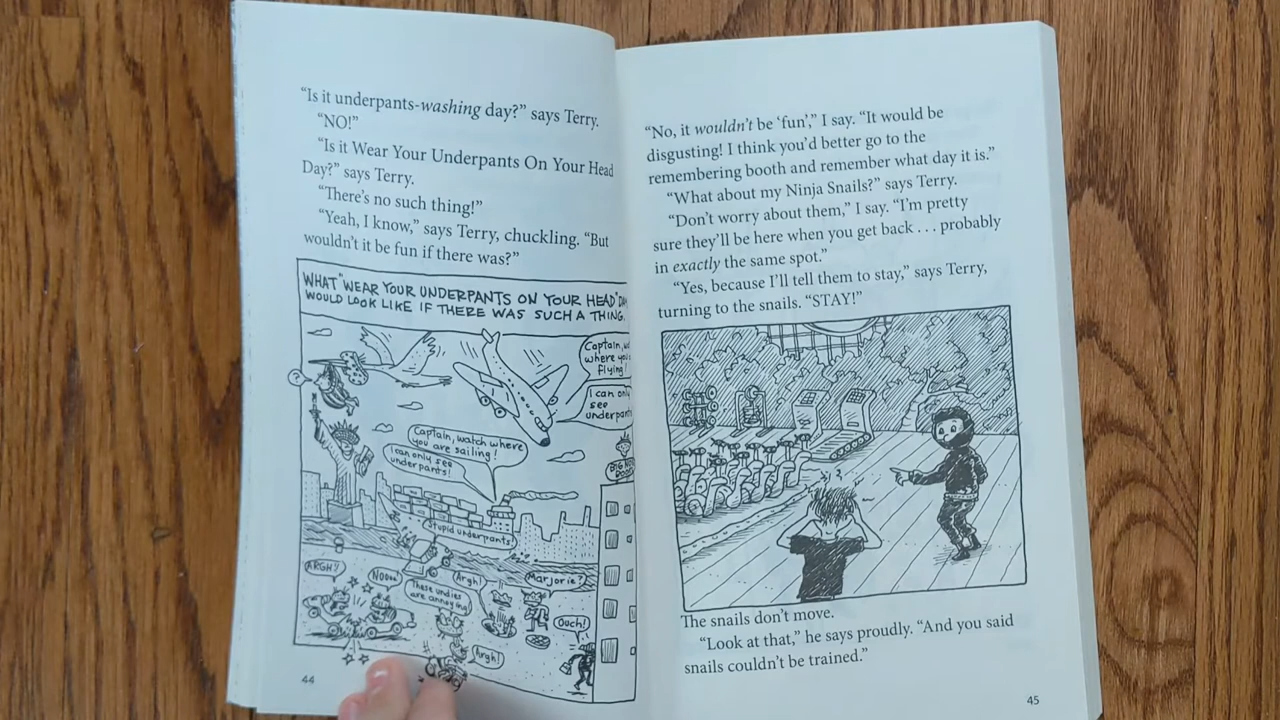 “Is it underpants-washing day?” says Terry.
“NO!”
“Is it Wear Your Underpants On Your Head
Day?” says Terry.
“There’s no such thing!”
“Yeah, I know,” says Terry, chuckling. “But
wouldn’t it be fun if there was?”
WHAT "WEAR YOUR UNDERPANTS ON YOUR HEAD"
WOULD LOOK LIKE IF THERE WAS SUCH A THING.
Captain,
where
flying!
I can only
see
underpants
?
Captain, watch where
you are sailing!
I can only see
underpants!
Stupid underpants!
ARGH!
Nooo!
These undies
are annoying!
Argh!
Marjorie?
Ouch!
Argh!
44
“No, it wouldn’t be ‘fun’,” I say. “It would be
disgusting! I think you’d better go to the
remembering booth and remember what day it is.”
“What about my Ninja Snails?” says Terry.
“Don’t worry about them,” I say. “I’m pretty
sure they’ll be here when you get back . . . probably
in exactly the same spot.”
“Yes, because I’ll tell them to stay,” says Terry,
turning to the snails. “STAY!”
The snails don’t move.
“Look at that,” he says proudly. “And you said
snails couldn’t be trained.”
45